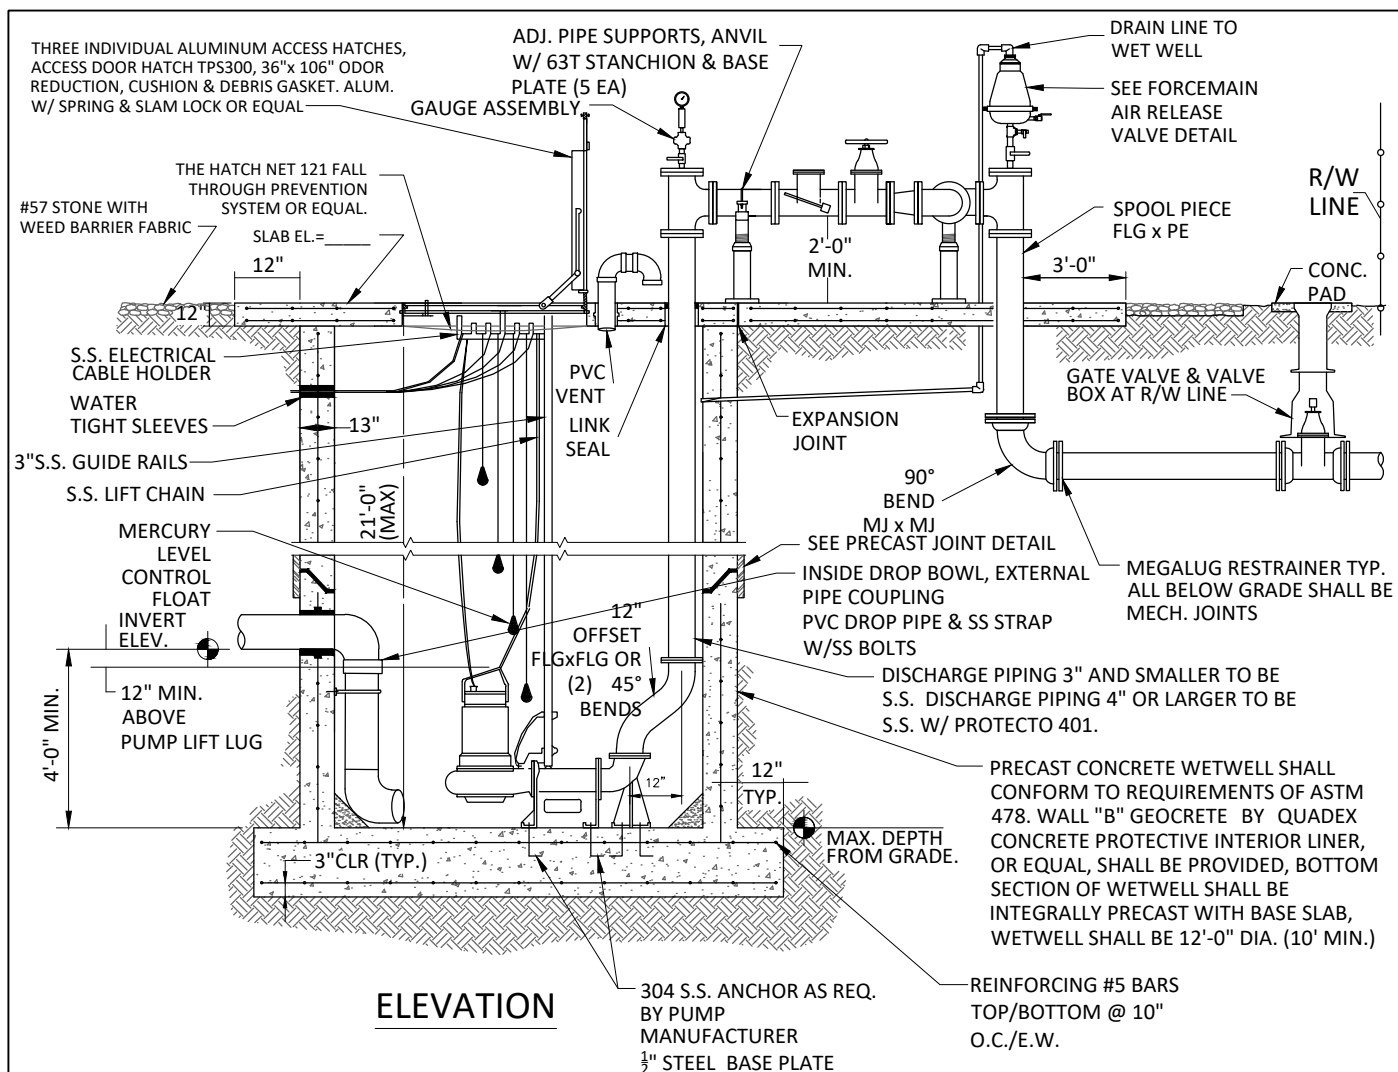 THREE INDIVIDUAL ALUMINUM ACCESS HATCHES,
ACCESS DOOR HATCH TPS300, 36"x 106" ODOR
REDUCTION, CUSHION & DEBRIS GASKET. ALUM.
W/ SPRING & SLAM LOCK OR EQUAL
ADJ. PIPE SUPPORTS, ANVIL
W/ 63T STANCHION & BASE
PLATE (5 EA)
GAUGE ASSEMBLY
DRAIN LINE TO
WET WELL
SEE FORCEMAIN
AIR RELEASE
VALVE DETAIL
R/W
LINE
THE HATCH NET 121 FALL
THROUGH PREVENTION
SYSTEM OR EQUAL.
#57 STONE WITH
WEED BARRIER FABRIC
SLAB EL.=_____
12"
12"
SPOOL PIECE
FLG x PE
2'-0"
MIN.
3'-0"
CONC.
PAD
S.S. ELECTRICAL
CABLE HOLDER
WATER
TIGHT SLEEVES
13"
PVC
VENT
LINK
SEAL
EXPANSION
JOINT
GATE VALVE & VALVE
BOX AT R/W LINE
3"S.S. GUIDE RAILS
S.S. LIFT CHAIN
21'-0"
(MAX)
90°
BEND
MJ x MJ
MERCURY
LEVEL
CONTROL
FLOAT
INVERT
ELEV.
SEE PRECAST JOINT DETAIL
INSIDE DROP BOWL, EXTERNAL
PIPE COUPLING
PVC DROP PIPE & SS STRAP
W/SS BOLTS
MEGALUG RESTRAINER TYP.
ALL BELOW GRADE SHALL BE
MECH. JOINTS
12"
OFFSET
FLGxFLG OR
(2) 45°
BENDS
DISCHARGE PIPING 3" AND SMALLER TO BE
S.S. DISCHARGE PIPING 4" OR LARGER TO BE
S.S. W/ PROTECTO 401.
12" MIN.
ABOVE
PUMP LIFT LUG
4'-0" MIN.
12"
12"
TYP.
PRECAST CONCRETE WETWELL SHALL
CONFORM TO REQUIREMENTS OF ASTM
478. WALL "B" GEOCRETE BY QUADEX
CONCRETE PROTECTIVE INTERIOR LINER,
OR EQUAL, SHALL BE PROVIDED, BOTTOM
SECTION OF WETWELL SHALL BE
INTEGRALLY PRECAST WITH BASE SLAB,
WETWELL SHALL BE 12'-0" DIA. (10' MIN.)
MAX. DEPTH
FROM GRADE.
3"CLR (TYP.)
ELEVATION
304 S.S. ANCHOR AS REQ.
BY PUMP
MANUFACTURER
½" STEEL BASE PLATE
REINFORCING #5 BARS
TOP/BOTTOM @ 10"
O.C./E.W.